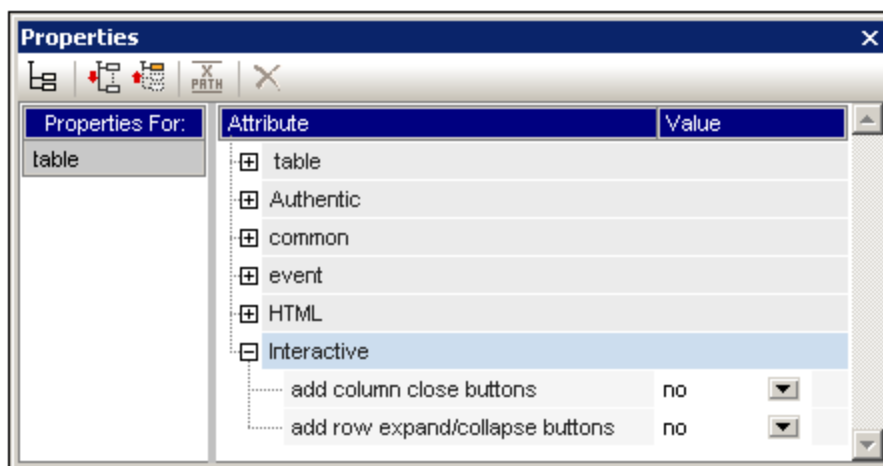 Properties
X
PATH
Properties For:
Attribute
Value
table
table
Authentic
common
event
HTML
Interactive
add column close buttons
no
add row expand/collapse buttons
no